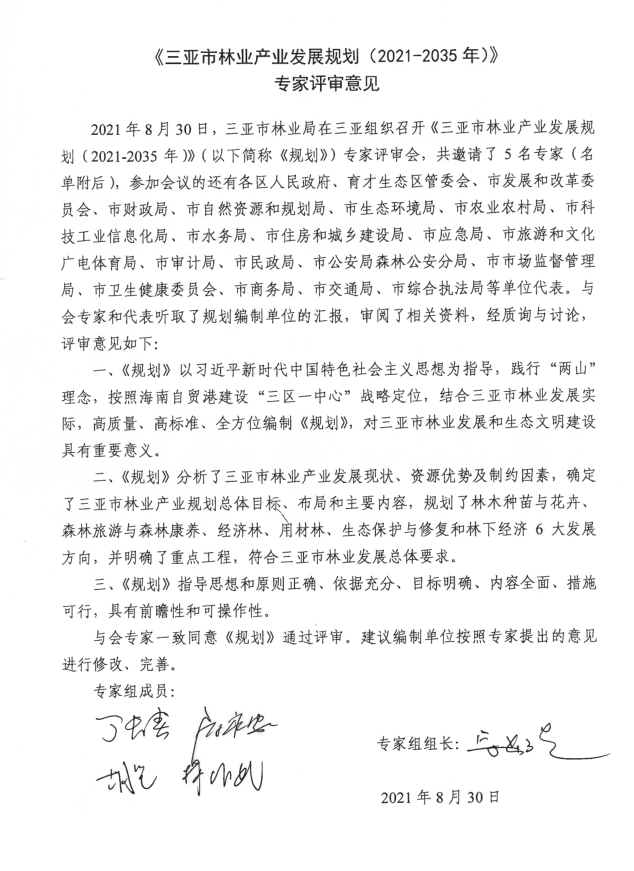 《三亚市林业产业发展规划（2021-2035 年）》
专家评审意见
2021 年 8 月 30 日，三亚市林业局在三亚组织召开《三亚市林业产业发展规
划（2021-2035 年）》（以下简称《规划》）专家评审会，共邀请了 5 名专家（名
单附后），参加会议的还有各区人民政府、育才生态区管委会、市发展和改革委
员会、市财政局、市自然资源和规划局、市生态环境局、市农业农村局、市科
技工业信息化局、市水务局、市住房和城乡建设局、市应急局、市旅游和文化
广电体育局、市审计局、市民政局、市公安局森林公安分局、市市场监督管理
局、市卫生健康委员会、市商务局、市交通局、市综合执法局等单位代表。与
会专家和代表听取了规划编制单位的汇报，审阅了相关资料，经质询与讨论，
评审意见如下：
一、《规划》以习近平新时代中国特色社会主义思想为指导，践行“两山”
理念，按照海南自贸港建设“三区一中心”战略定位，结合三亚市林业发展实
际，高质量、高标准、全方位编制《规划》，对三亚市林业发展和生态文明建设
具有重要意义。
二、《规划》分析了三亚市林业产业发展现状、资源优势及制约因素，确定
了三亚市林业产业规划总体目标、布局和主要内容，规划了林木种苗与花卉、
森林旅游与森林康养、经济林、用材林、生态保护与修复和林下经济 6 大发展
方向，并明确了重点工程，符合三亚市林业发展总体要求。
三、《规划》指导思想和原则正确、依据充分、目标明确、内容全面、措施
可行，具有前瞻性和可操作性。
与会专家一致同意《规划》通过评审。建议编制单位按照专家提出的意见
进行修改、完善。
专家组成员：
专家组组长：
2021 年 8 月 30 日